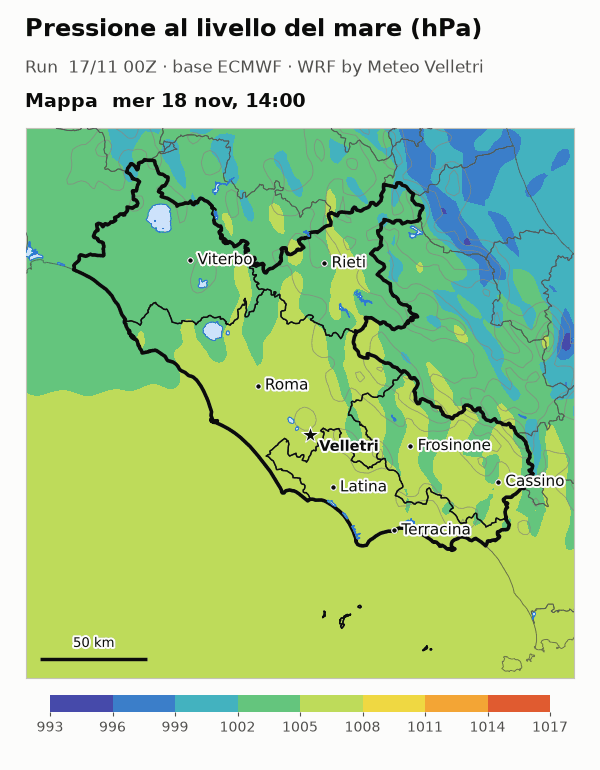 Pressione al livello del mare (hPa)
Run  17/11 00Z · base ECMWF · WRF by Meteo Velletri
Mappa  mer 18 nov, 14:00
Viterbo
Rieti
Roma
Velletri
Frosinone
Latina
Cassino
Terracina
50 km
993 996 999 1002 1005 1008 1011 1014 1017